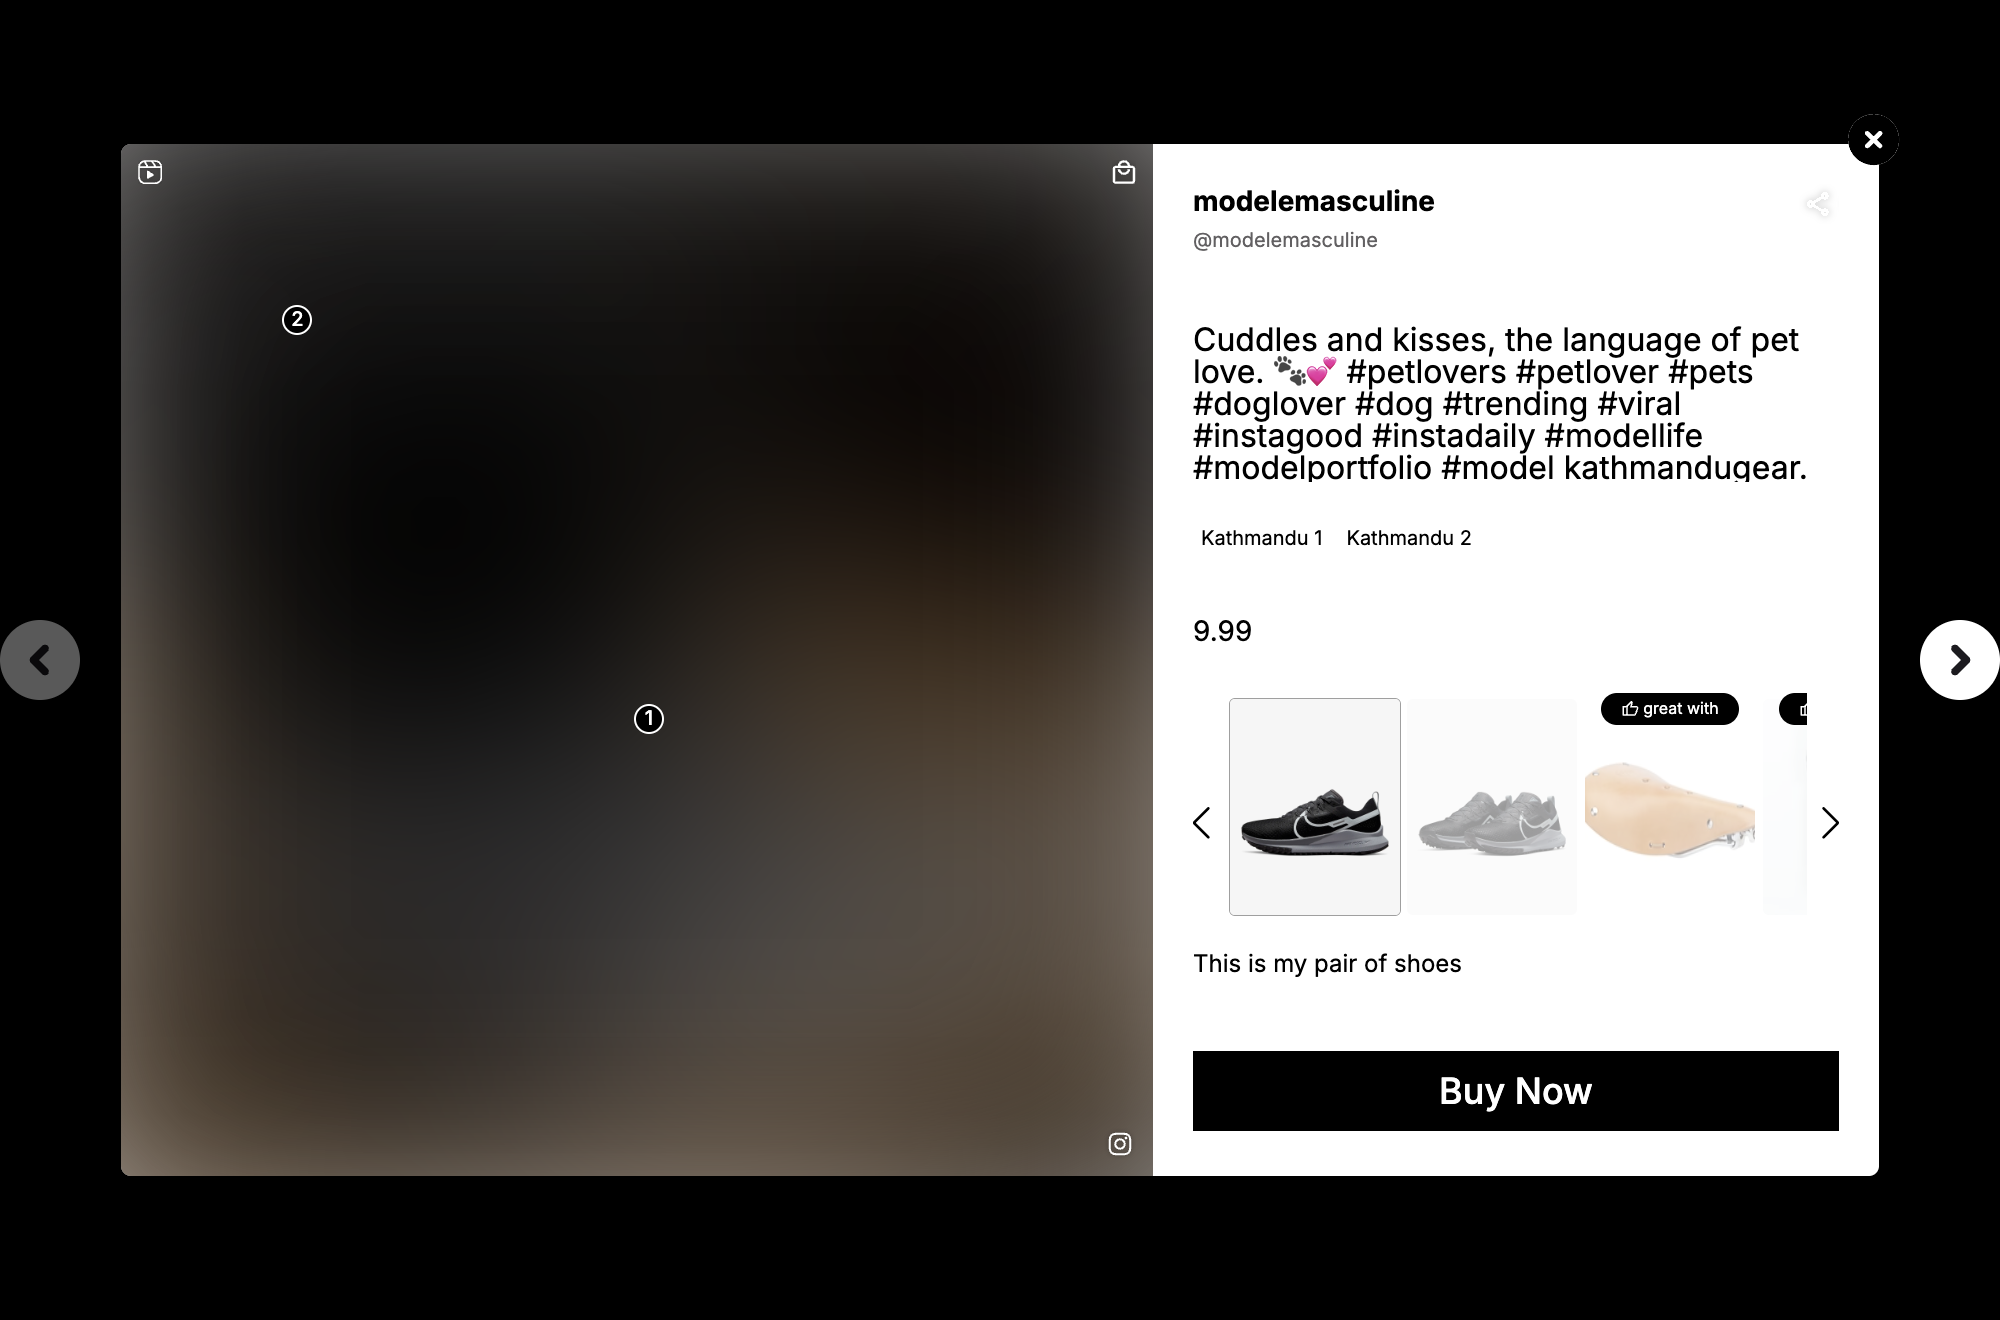 modelemasculine
@modelemasculine
Cuddles and kisses, the language of pet
love. 🐾💕 #petlovers #petlover #pets
#doglover #dog #trending #viral
#instagood #instadaily #modellife
#modelportfolio #model kathmandugear.
Kathmandu 1 Kathmandu 2
9.99
great with
This is my pair of shoes
Buy Now
2
1